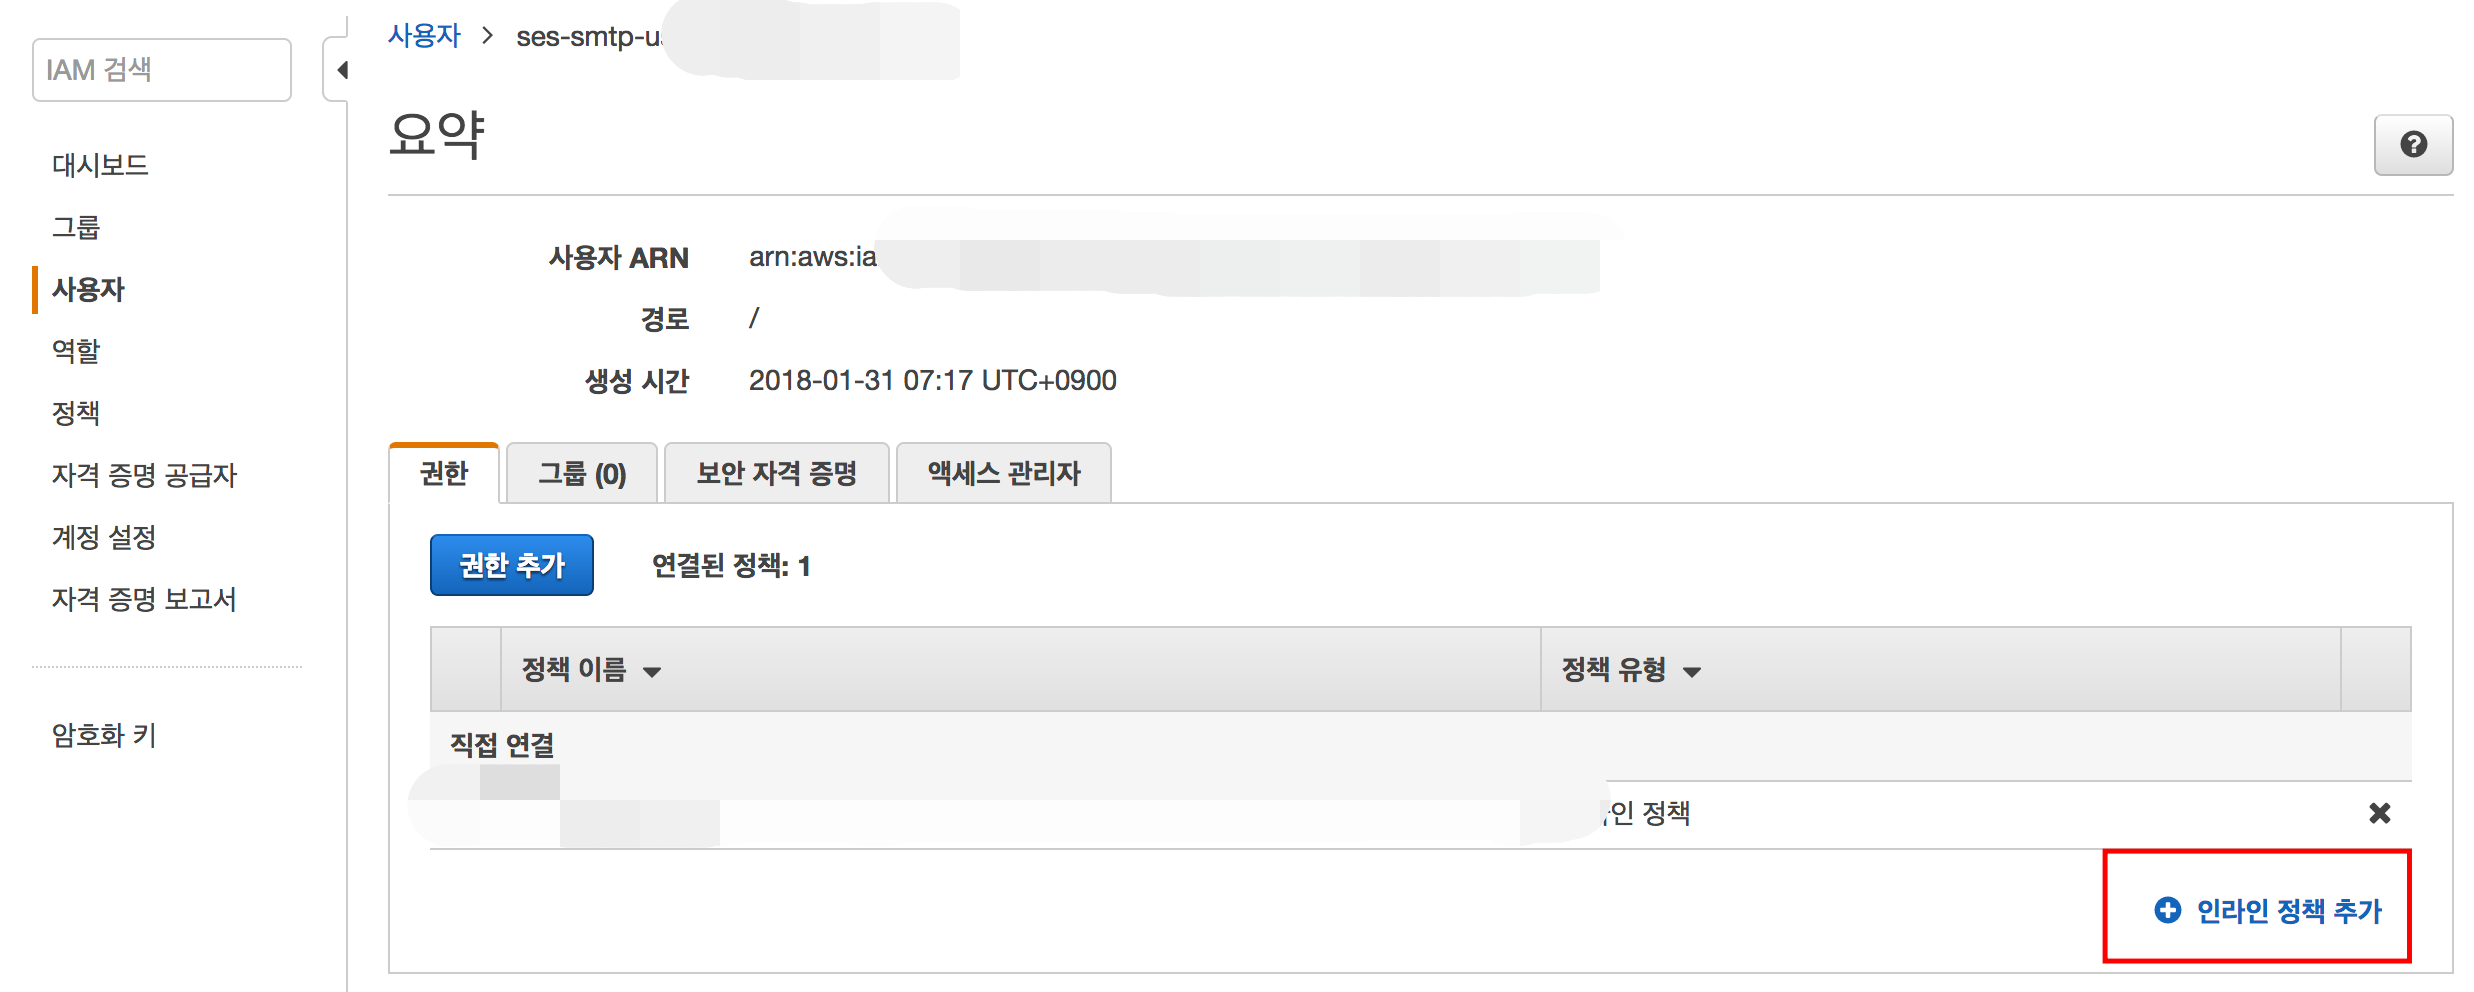 사용자 > ses-smtp-u
IAM 검색
요약
대시보드
그룹
사용자
역할
정책
자격 증명 공급자
계정 설정
자격 증명 보고서
암호화 키
사용자 ARN arn:aws:ia
경로 /
생성 시간 2018-01-31 07:17 UTC+0900
권한 그룹 (0) 보안 자격 증명 액세스 관리자
권한 추가 연결된 정책: 1
정책 이름 정책 유형
직접 연결
인 정책
인라인 정책 추가